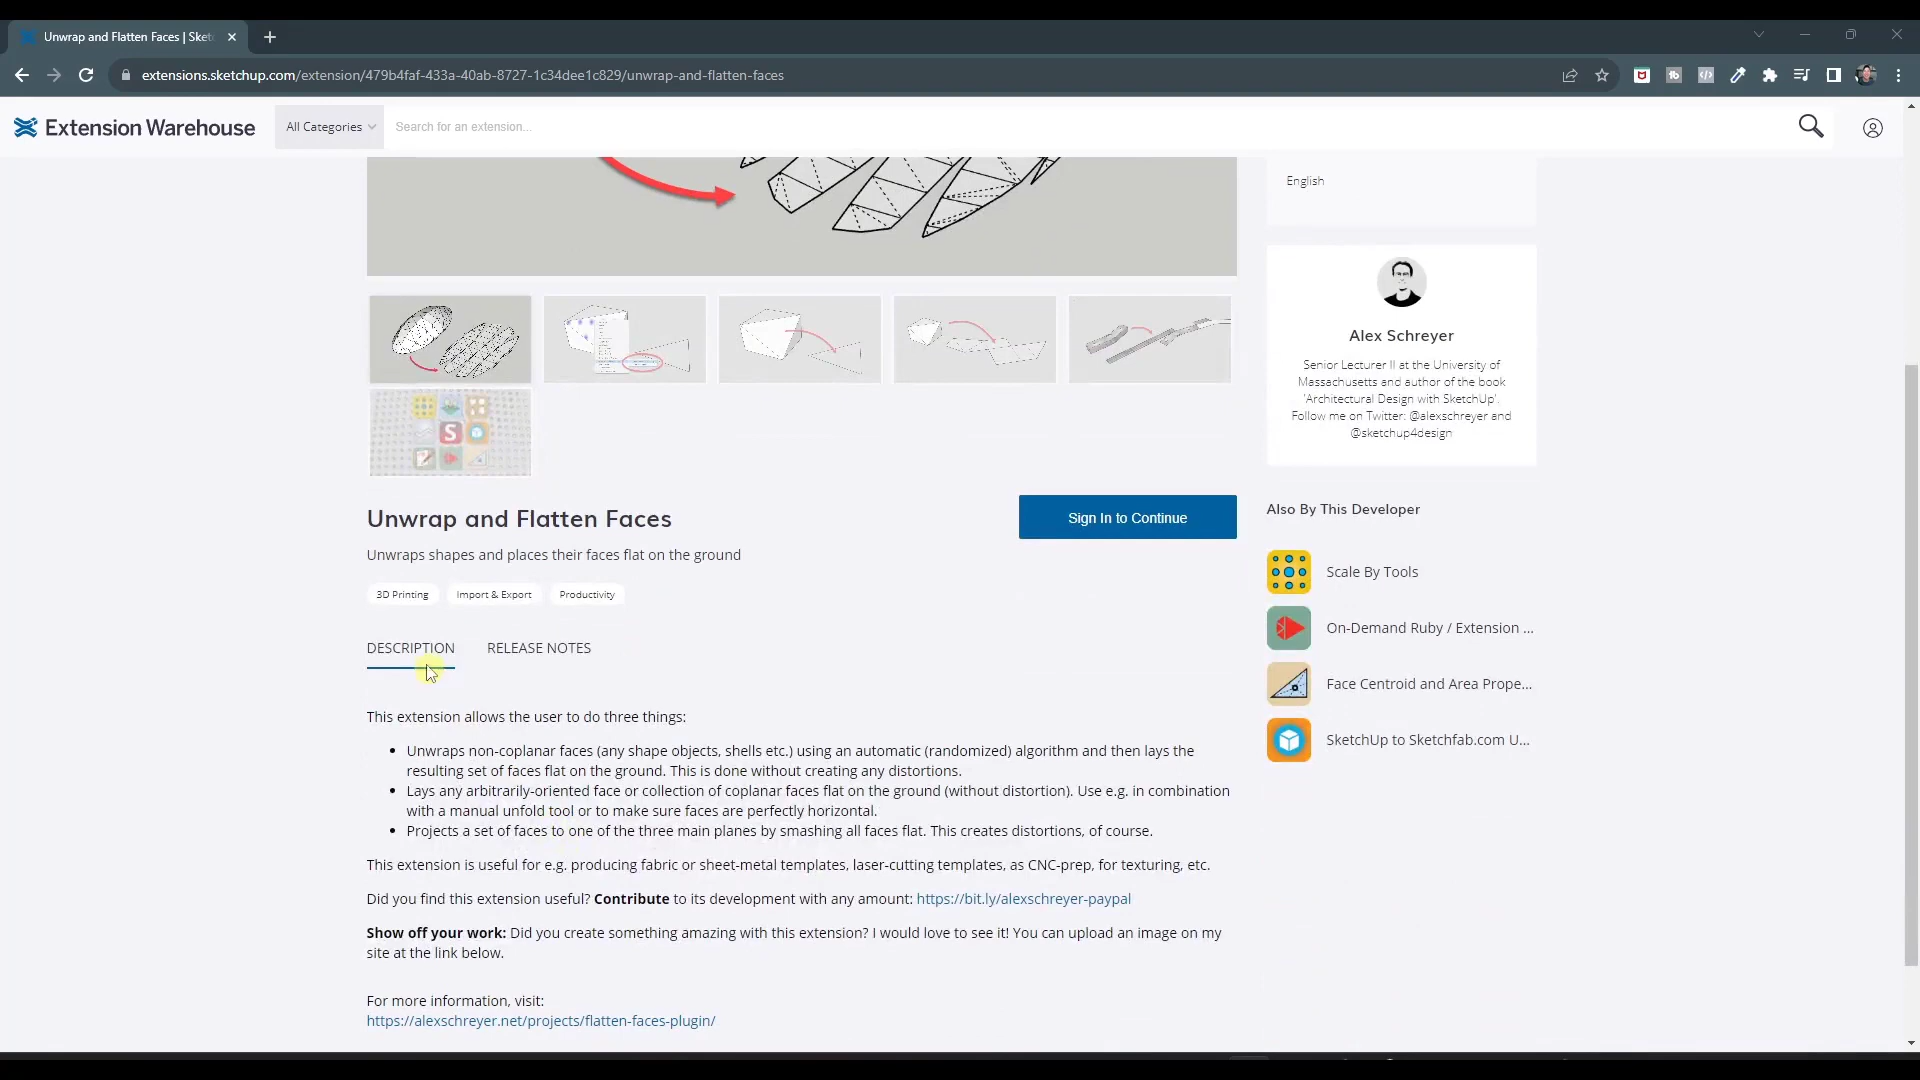 Unwrap and Flatten Faces | Sket
extensions.sketchup.com/extension/479b4faf-433a-40ab-8727-1c34dee1c829/unwrap-and-flatten-faces
Extension Warehouse
All Categories
Search for an extension...
English
Alex Schreyer
Senior Lecturer II at the University of
Massachusetts and author of the book
'Architectural Design with SketchUp'.
Follow me on Twitter: @alexschreyer and
@sketchup4design
Unwrap and Flatten Faces
Sign In to Continue
Unwraps shapes and places their faces flat on the ground
3D Printing
Import & Export
Productivity
DESCRIPTION
RELEASE NOTES
This extension allows the user to do three things:
• Unwraps non-coplanar faces (any shape objects, shells etc.) using an automatic (randomized) algorithm and then lays the
resulting set of faces flat on the ground. This is done without creating any distortions.
• Lays any arbitrarily-oriented face or collection of coplanar faces flat on the ground (without distortion). Use e.g. in combination
with a manual unfold tool or to make sure faces are perfectly horizontal.
• Projects a set of faces to one of the three main planes by smashing all faces flat. This creates distortions, of course.
This extension is useful for e.g. producing fabric or sheet-metal templates, laser-cutting templates, as CNC-prep, for texturing, etc.
Did you find this extension useful? Contribute to its development with any amount: https://bit.ly/alexschreyer-paypal
Show off your work: Did you create something amazing with this extension? I would love to see it! You can upload an image on my
site at the link below.
For more information, visit:
https://alexschreyer.net/projects/flatten-faces-plugin/
Also By This Developer
Scale By Tools
On-Demand Ruby / Extension ...
Face Centroid and Area Prope...
SketchUp to Sketchfab.com U...